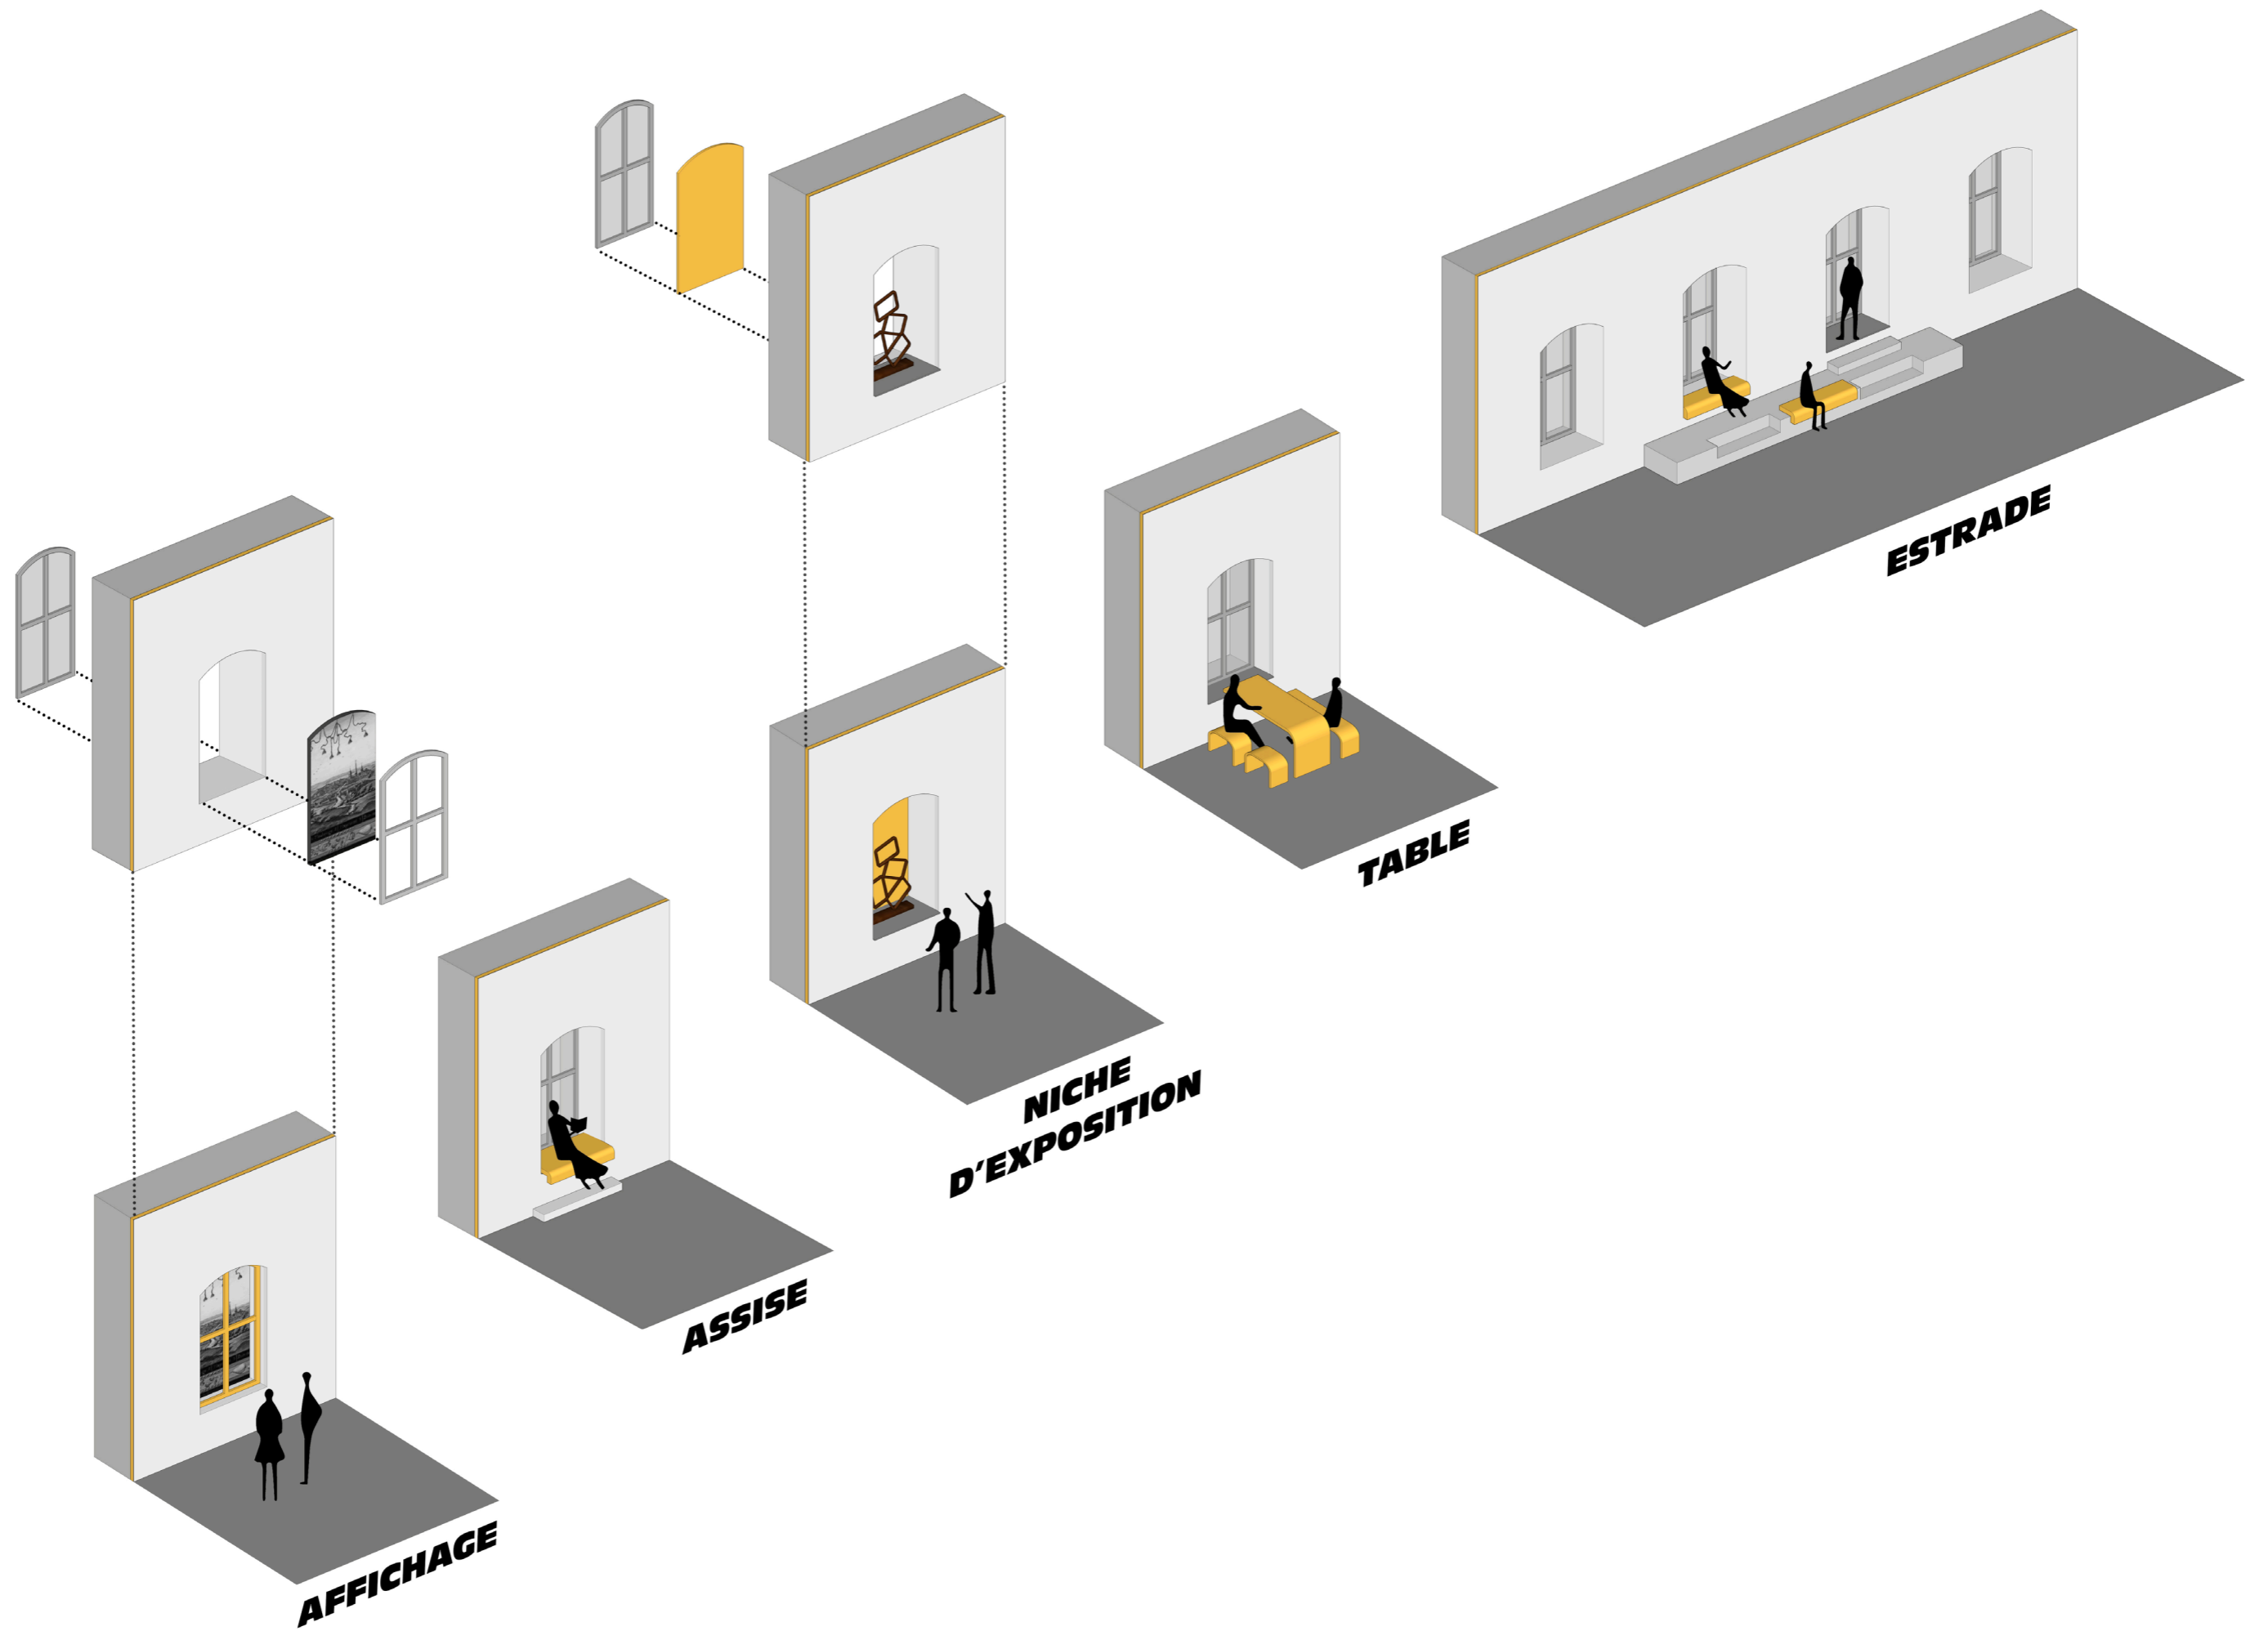 ESTRADE
TABLE
NICHE
D'EXPOSITION
ASSISE
AFFICHAGE